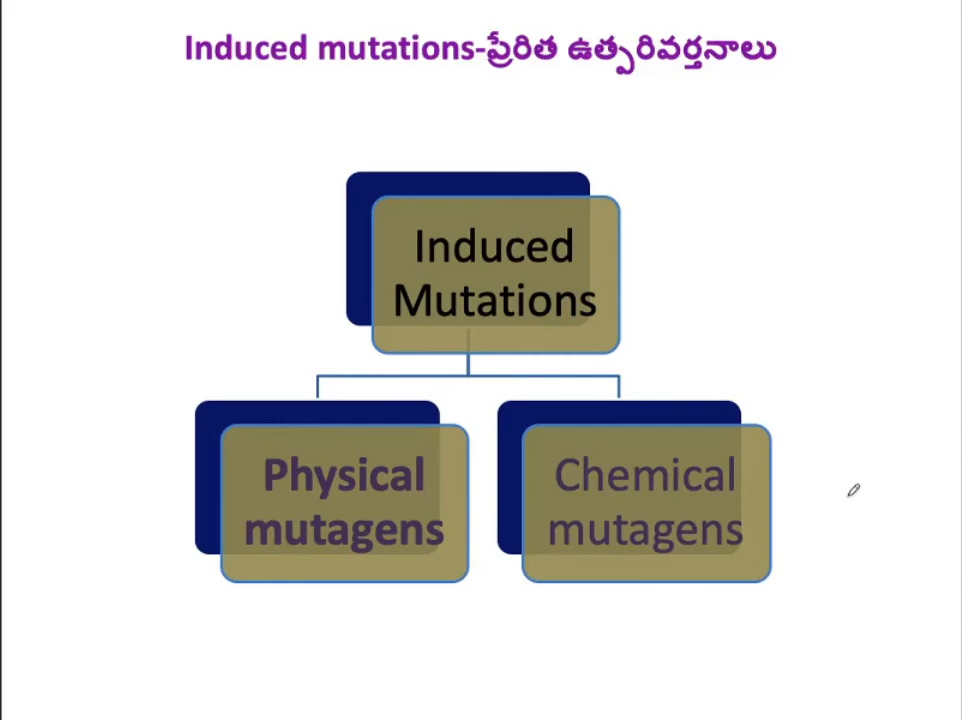 Induced mutations-ప్రేరిత ఉత్పరివర్తనాలు
Induced
Mutations
Physical
mutagens
Chemical
mutagens